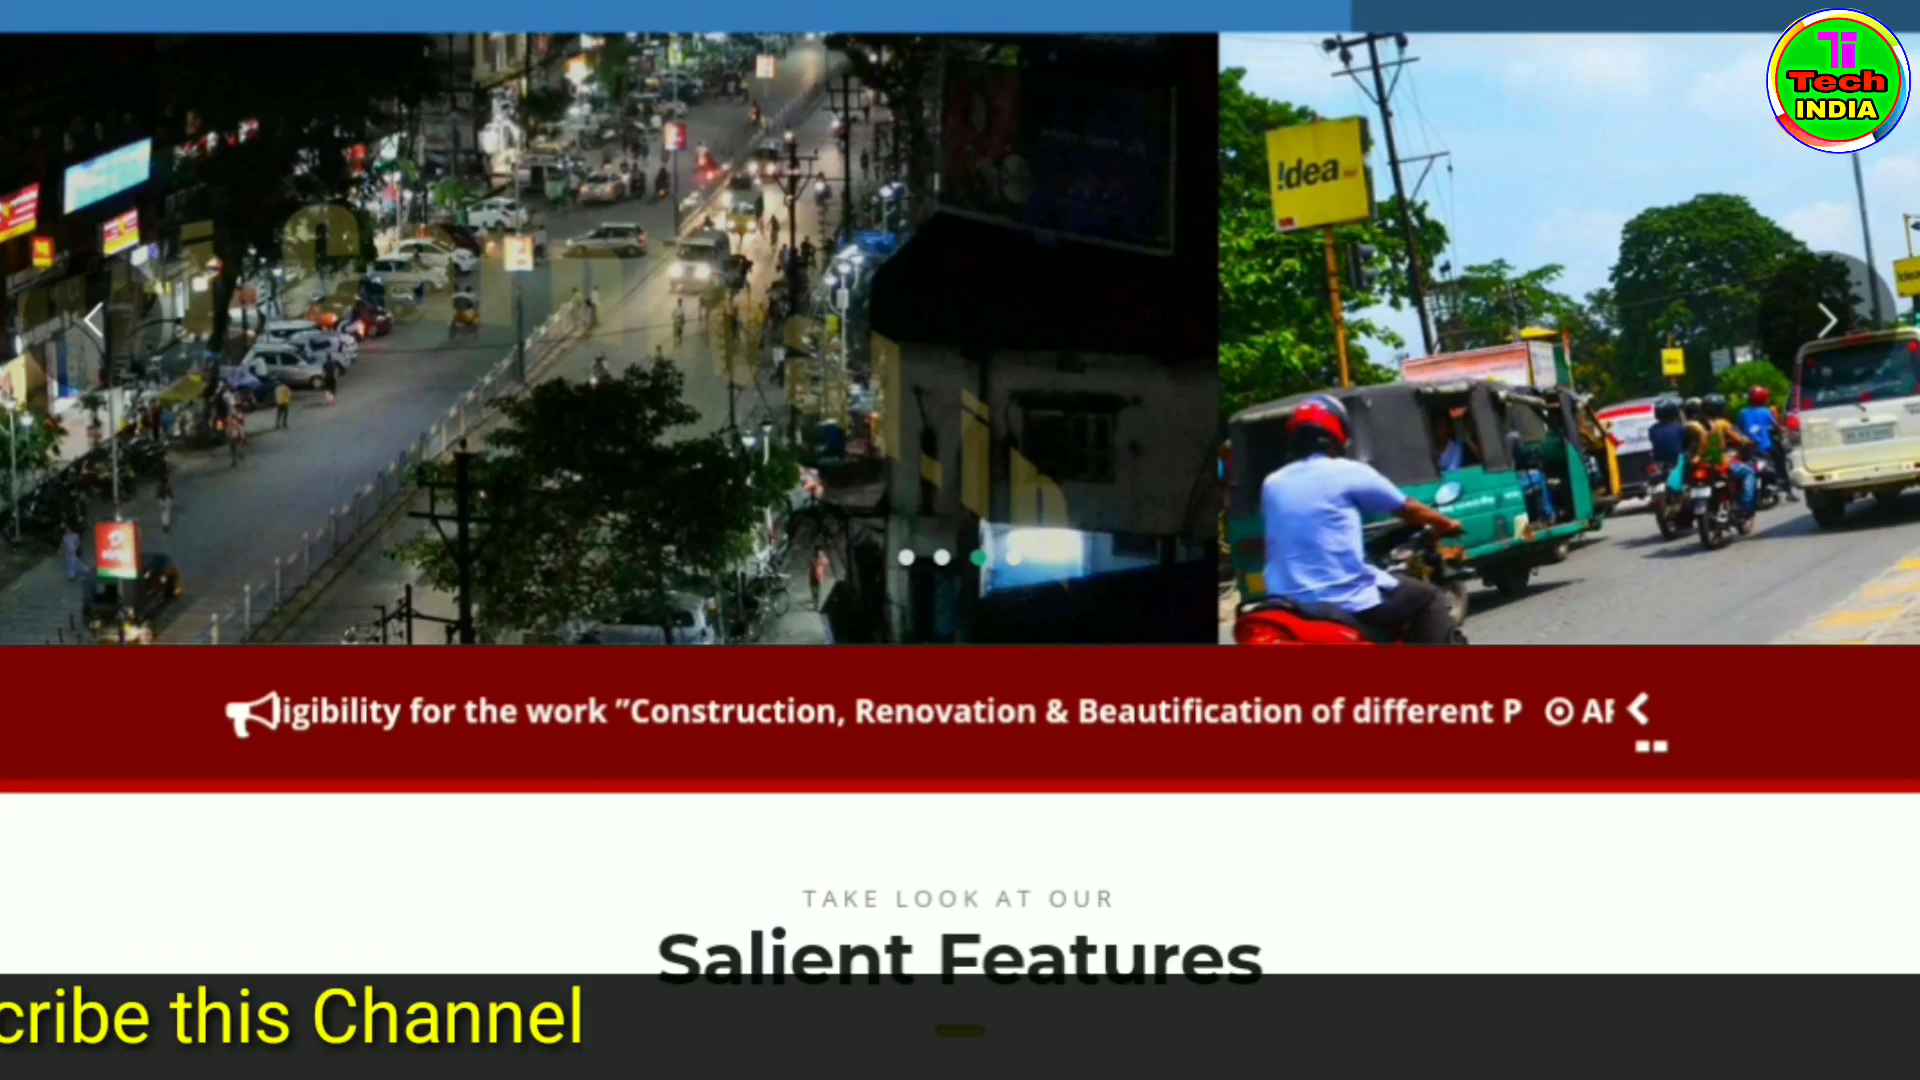 Ti
Tech
INDIA
!dea
igibility for the work ”Construction, Renovation & Beautification of different P
TAKE LOOK AT OUR
Salient Features
cribe this Channel